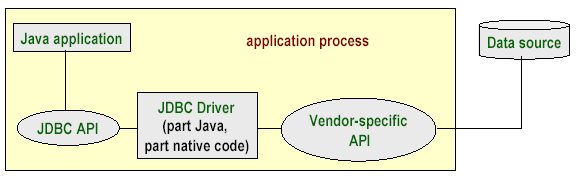 Java application
application process
Data source
JDBC API
JDBC Driver
(part Java,
part native code)
Vendor-specific
API